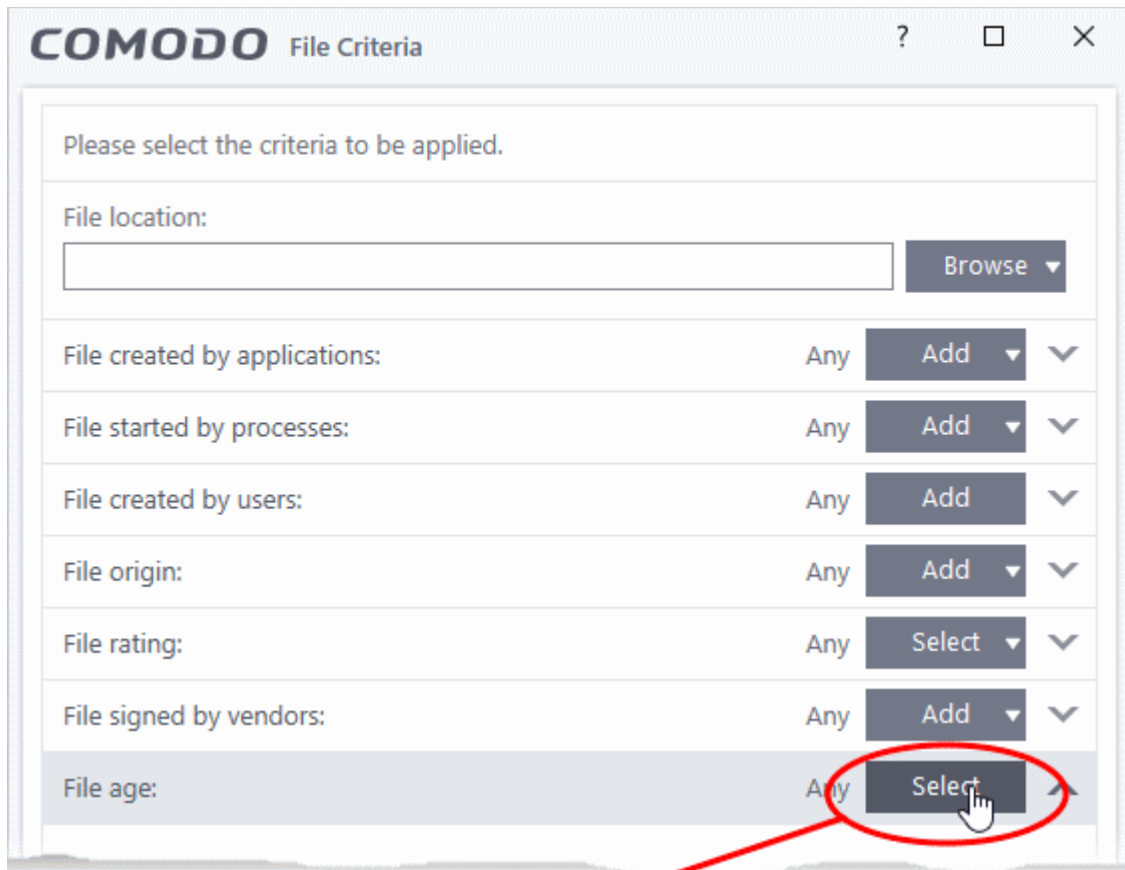 COMODO File Criteria ?
Please select the criteria to be applied.
File location:
Browse
File created by applications: Any Add
File started by processes: Any Add
File created by users: Any Add
File origin: Any Add
File rating: Any Select
File signed by vendors: Any Add
File age: Any Select